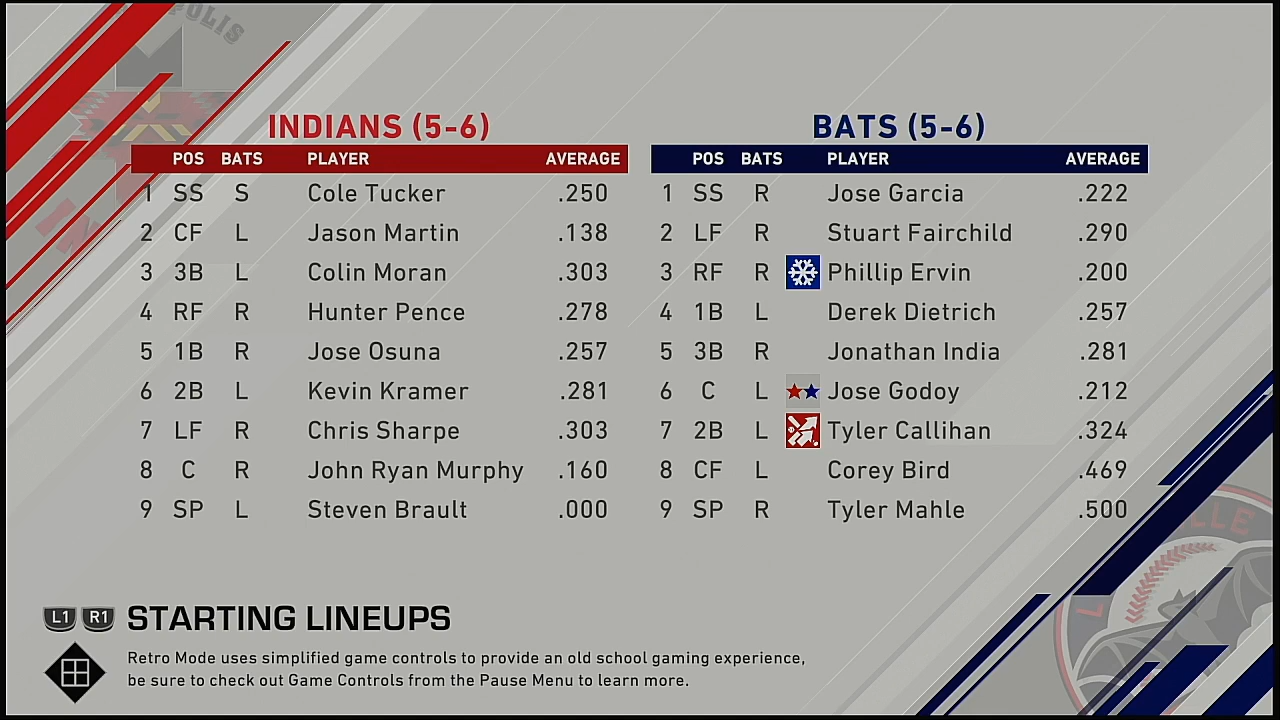 POLIS
INDIANS (5-6)
POS BATS PLAYER AVERAGE
1 SS S Cole Tucker .250
2 CF L Jason Martin .138
3 3B L Colin Moran .303
4 RF R Hunter Pence .278
5 1B R Jose Osuna .257
6 2B L Kevin Kramer .281
7 LF R Chris Sharpe .303
8 C R John Ryan Murphy .160
9 SP L Steven Brault .000
BATS (5-6)
POS BATS PLAYER AVERAGE
1 SS R Jose Garcia .222
2 LF R Stuart Fairchild .290
3 RF R Phillip Ervin .200
4 1B L Derek Dietrich .257
5 3B R Jonathan India .281
6 C L Jose Godoy .212
7 2B L Tyler Callihan .324
8 CF L Corey Bird .469
9 SP R Tyler Mahle .500
L1 R1 STARTING LINEUPS
Retro Mode uses simplified game controls to provide an old school gaming experience,
be sure to check out Game Controls from the Pause Menu to learn more.